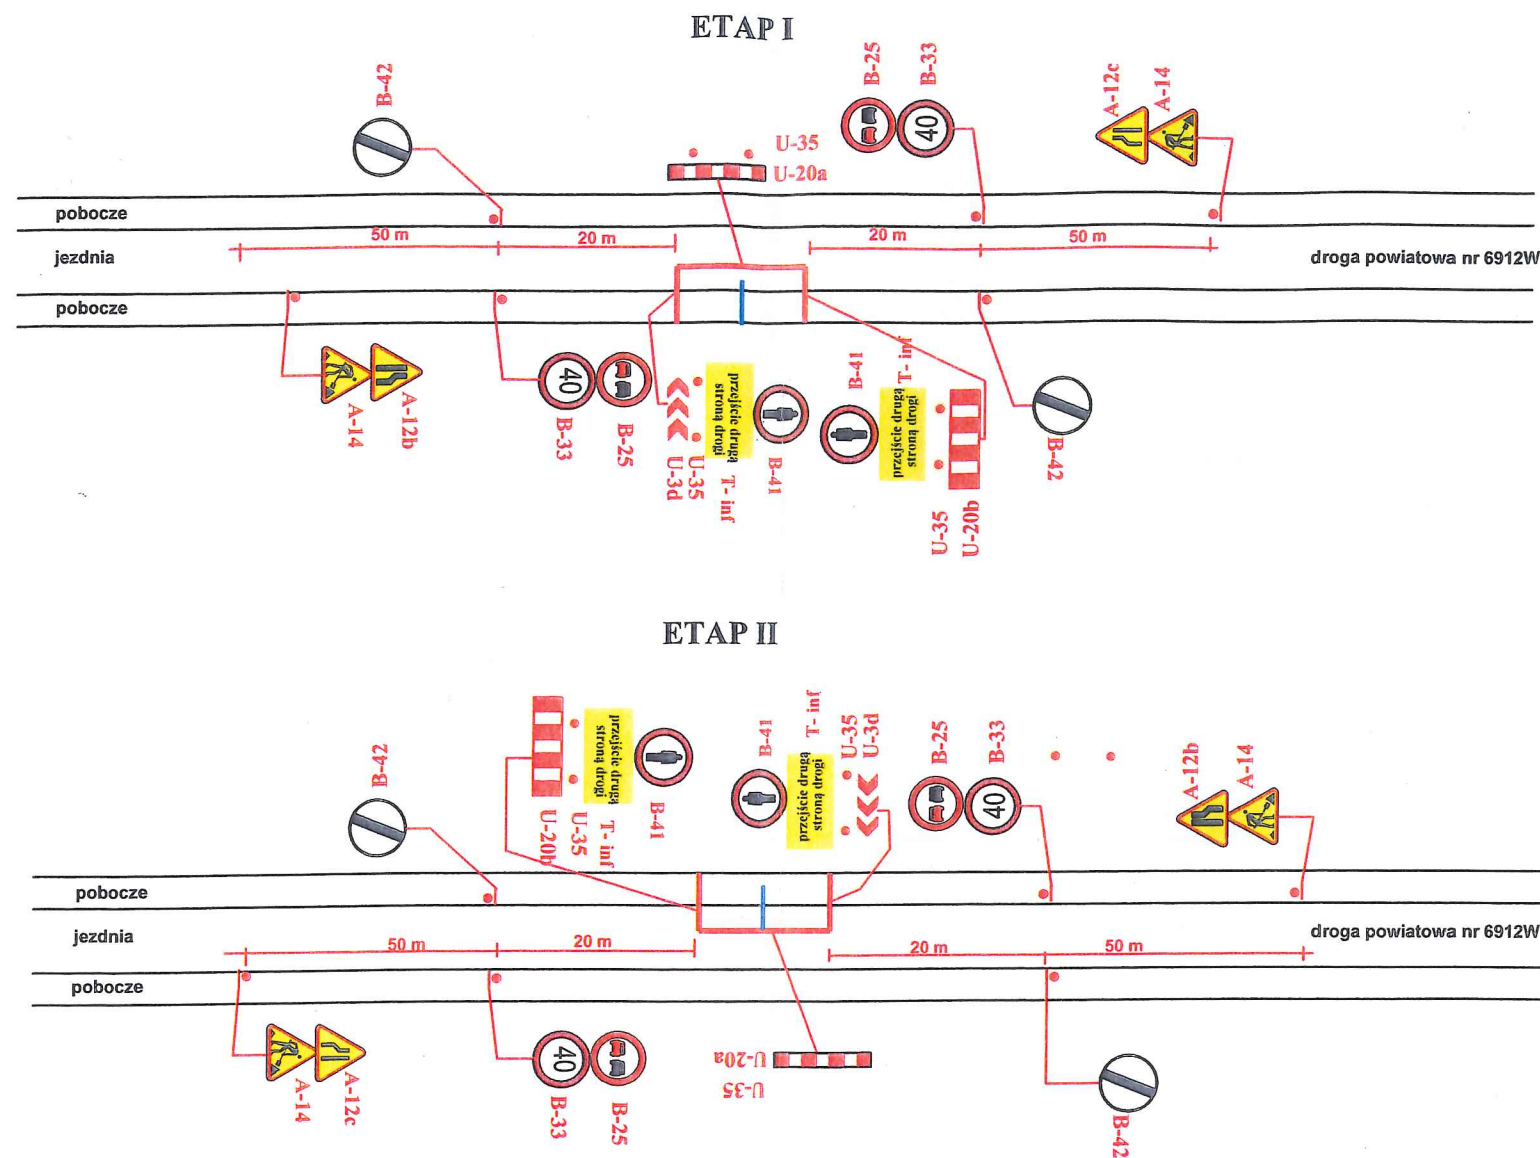 ETAP I
B-42
U-35
U-20a
B-25
B-33
40
A-12c
A-14
pobocze
50 m
20 m
20 m
50 m
jezdnia
droga powiatowa nr 6912W
pobocze
A-14
A-12b
40
B-33
B-25
U-3d
U-35
przejście drugą
stroną drogi
T- inf
B-41
B-41
T- inf
przejście drugą
stroną drogi
U-35
U-20b
B-42
ETAP II
B-42
U-20b
U-35
przejście drugą
stroną drogi
T- inf
B-41
B-41
T- inf
przejście drugą
stroną drogi
U-35
U-3d
B-25
B-33
40
A-12b
A-14
pobocze
jezdnia
50 m
20 m
20 m
50 m
droga powiatowa nr 6912W
pobocze
A-14
A-12c
40
B-33
B-25
U-20a
U-35
B-42